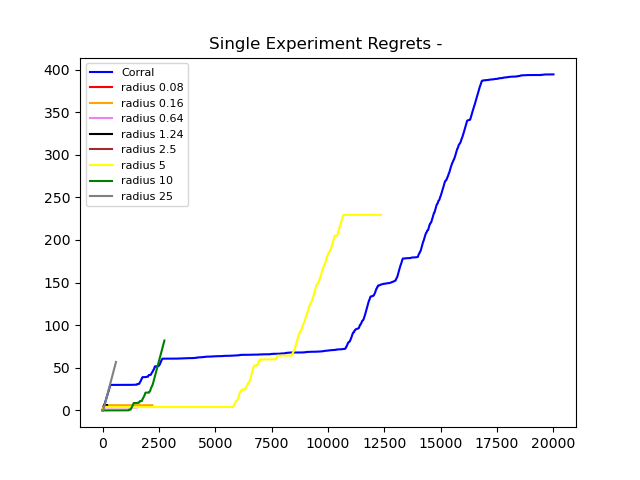 Single Experiment Regrets -
400
350
300
250
200
150
100
50
0
Corral
radius 0.08
radius 0.16
radius 0.64
radius 1.24
radius 2.5
radius 5
radius 10
radius 25
0 2500 5000 7500 10000 12500 15000 17500 20000